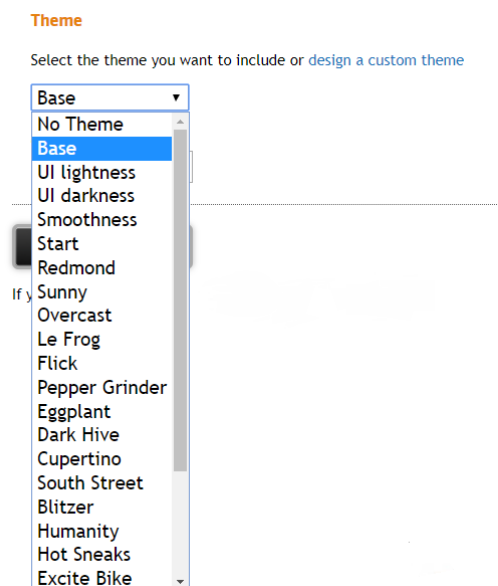 Theme
Select the theme you want to include or design a custom theme
Base
No Theme
Base
UI lightness
UI darkness
Smoothness
Start
Redmond
If y
Sunny
Overcast
Le Frog
Flick
Pepper Grinder
Eggplant
Dark Hive
Cupertino
South Street
Blitzer
Humanity
Hot Sneaks
Excite Bike